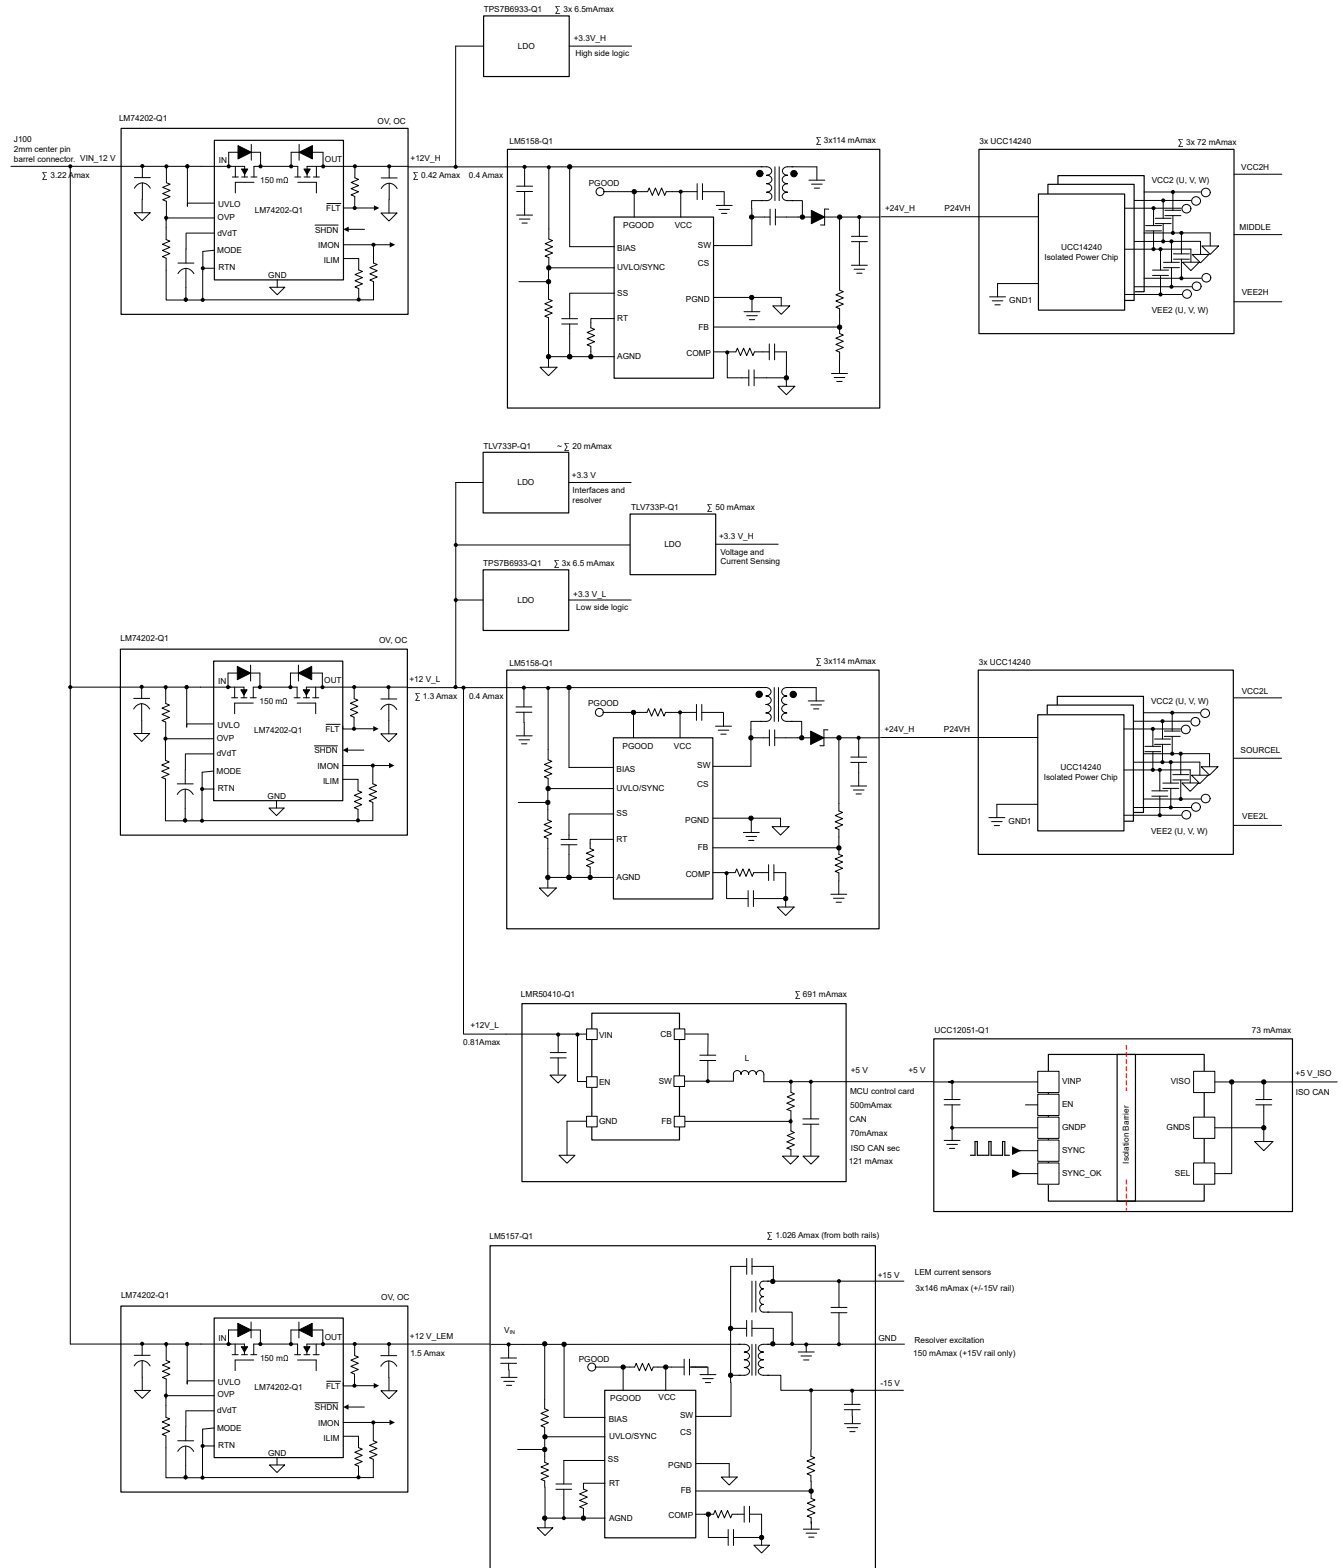 TPS7B6933-Q1 ∑ 3x 6.5mAmax
LDO
+3.3V_H
High side logic
J100
2mm center pin
barrel connector.
VIN_12 V
∑ 3.22 Amax
LM74202-Q1
OV, OC
IN
OUT
150 mΩ
UVLO
OVP
LM74202-Q1
FLT
dVdT
SHDN
MODE
IMON
RTN
ILIM
GND
+12V_H
∑ 0.42 Amax
0.4 Amax
LM5158-Q1
∑ 3x114 mAmax
PGOOD
PGOOD
VCC
BIAS
SW
UVLO/SYNC
CS
SS
PGND
RT
FB
AGND
COMP
+24V_H
P24VH
3x UCC14240
∑ 3x 72 mAmax
VCC2 (U, V, W)
UCC14240
Isolated Power Chip
GND1
VEE2 (U, V, W)
VCC2H
MIDDLE
VEE2H
TLV733P-Q1
~ ∑ 20 mAmax
LDO
+3.3 V
Interfaces and
resolver
TLV733P-Q1
∑ 50 mAmax
LDO
+3.3 V_H
Voltage and
Current Sensing
TPS7B6933-Q1 ∑ 3x 6.5 mAmax
LDO
+3.3 V_L
Low side logic
LM74202-Q1
OV, OC
IN
OUT
150 mΩ
UVLO
OVP
LM74202-Q1
FLT
dVdT
SHDN
MODE
IMON
RTN
ILIM
GND
+12 V_L
∑ 1.3 Amax
0.4 Amax
LM5158-Q1
∑ 3x114 mAmax
PGOOD
PGOOD
VCC
BIAS
SW
UVLO/SYNC
CS
SS
PGND
RT
FB
AGND
COMP
+24V_H
P24VH
3x UCC14240
VCC2 (U, V, W)
UCC14240
Isolated Power Chip
GND1
VEE2 (U, V, W)
VCC2L
SOURCEL
VEE2L
LMR50410-Q1
∑ 691 mAmax
+12V_L
0.81Amax
VIN
CB
L
EN
SW
GND
FB
+5 V
MCU control card
500mAmax
CAN
70mAmax
ISO CAN sec
121 mAmax
+5 V
UCC12051-Q1
73 mAmax
VINP
VISO
EN
GNDP
GNDS
SYNC
SYNC_OK
SEL
Isolation Barrier
+5 V_ISO
ISO CAN
LM74202-Q1
OV, OC
IN
OUT
150 mΩ
UVLO
OVP
LM74202-Q1
FLT
dVdT
SHDN
MODE
IMON
RTN
ILIM
GND
+12 V_LEM
1.5 Amax
LM5157-Q1
∑ 1.026 Amax (from both rails)
VIN
PGOOD
PGOOD
VCC
BIAS
SW
UVLO/SYNC
CS
SS
PGND
RT
FB
AGND
COMP
+15 V
LEM current sensors
3x146 mAmax (+/-15V rail)
GND
Resolver excitation
150 mAmax (+15V rail only)
-15 V